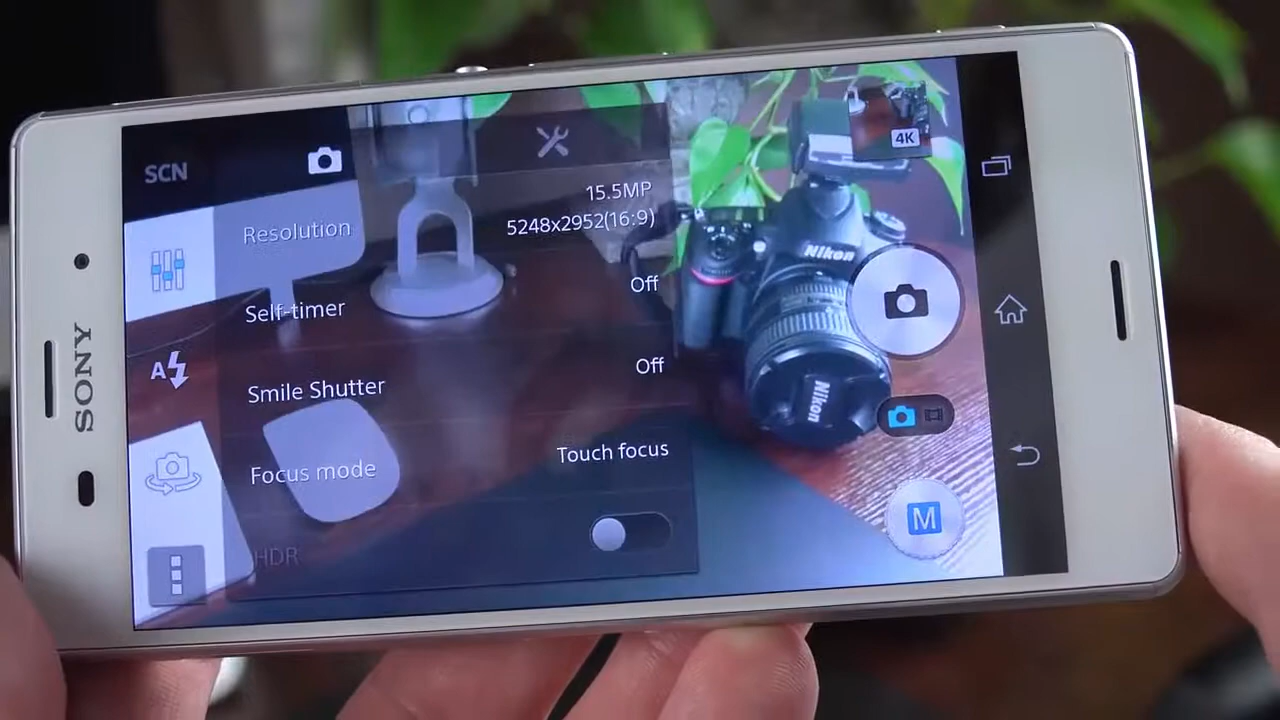 SONY
SCN
4K
15.5MP
Resolution
5248x2952(16:9)
Self-timer
Off
Smile Shutter
Off
Focus mode
Touch focus
HDR
A
M
Nikon
Nikon